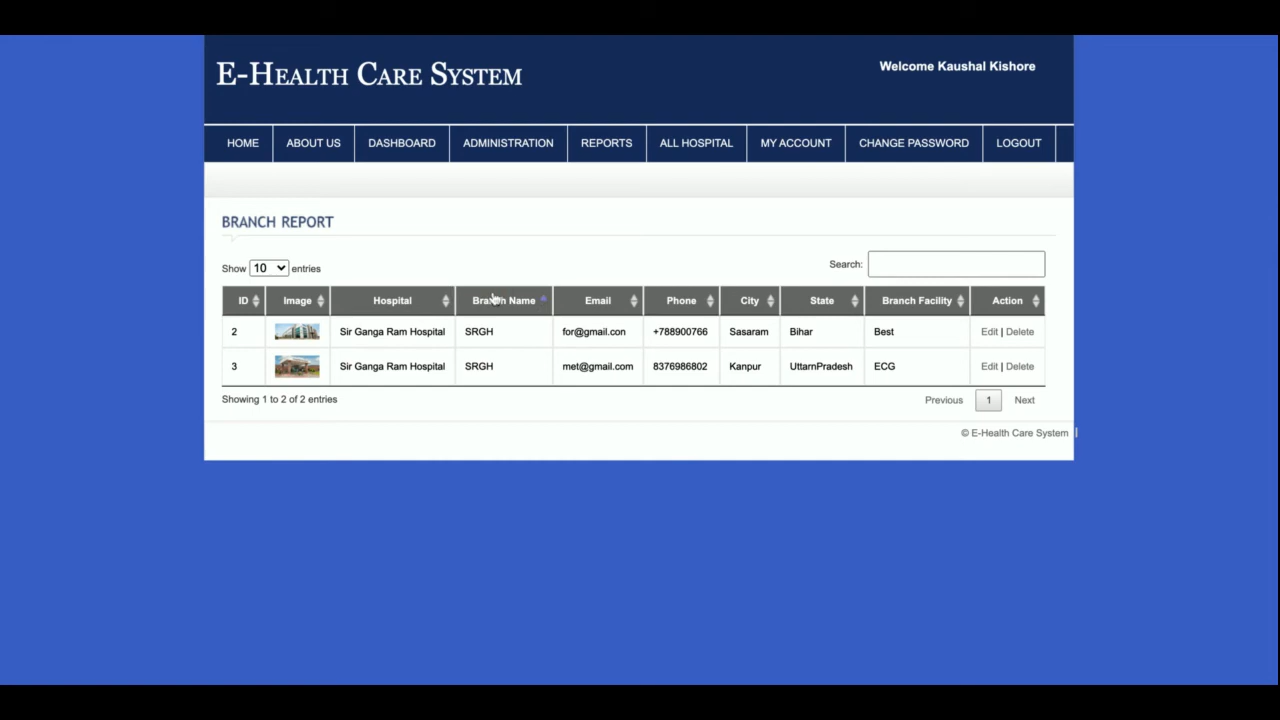 E-Health Care System
Welcome Kaushal Kishore
HOME ABOUT US DASHBOARD ADMINISTRATION REPORTS ALL HOSPITAL MY ACCOUNT CHANGE PASSWORD LOGOUT
BRANCH REPORT
Show 10 entries Search:
ID Image Hospital Branch Name Email Phone City State Branch Facility Action
2 Sir Ganga Ram Hospital SRGH for@gmail.con +788900766 Sasaram Bihar Best Edit | Delete
3 Sir Ganga Ram Hospital SRGH met@gmail.com 8376986802 Kanpur UttarnPradesh ECG Edit | Delete
Showing 1 to 2 of 2 entries Previous 1 Next
© E-Health Care System |